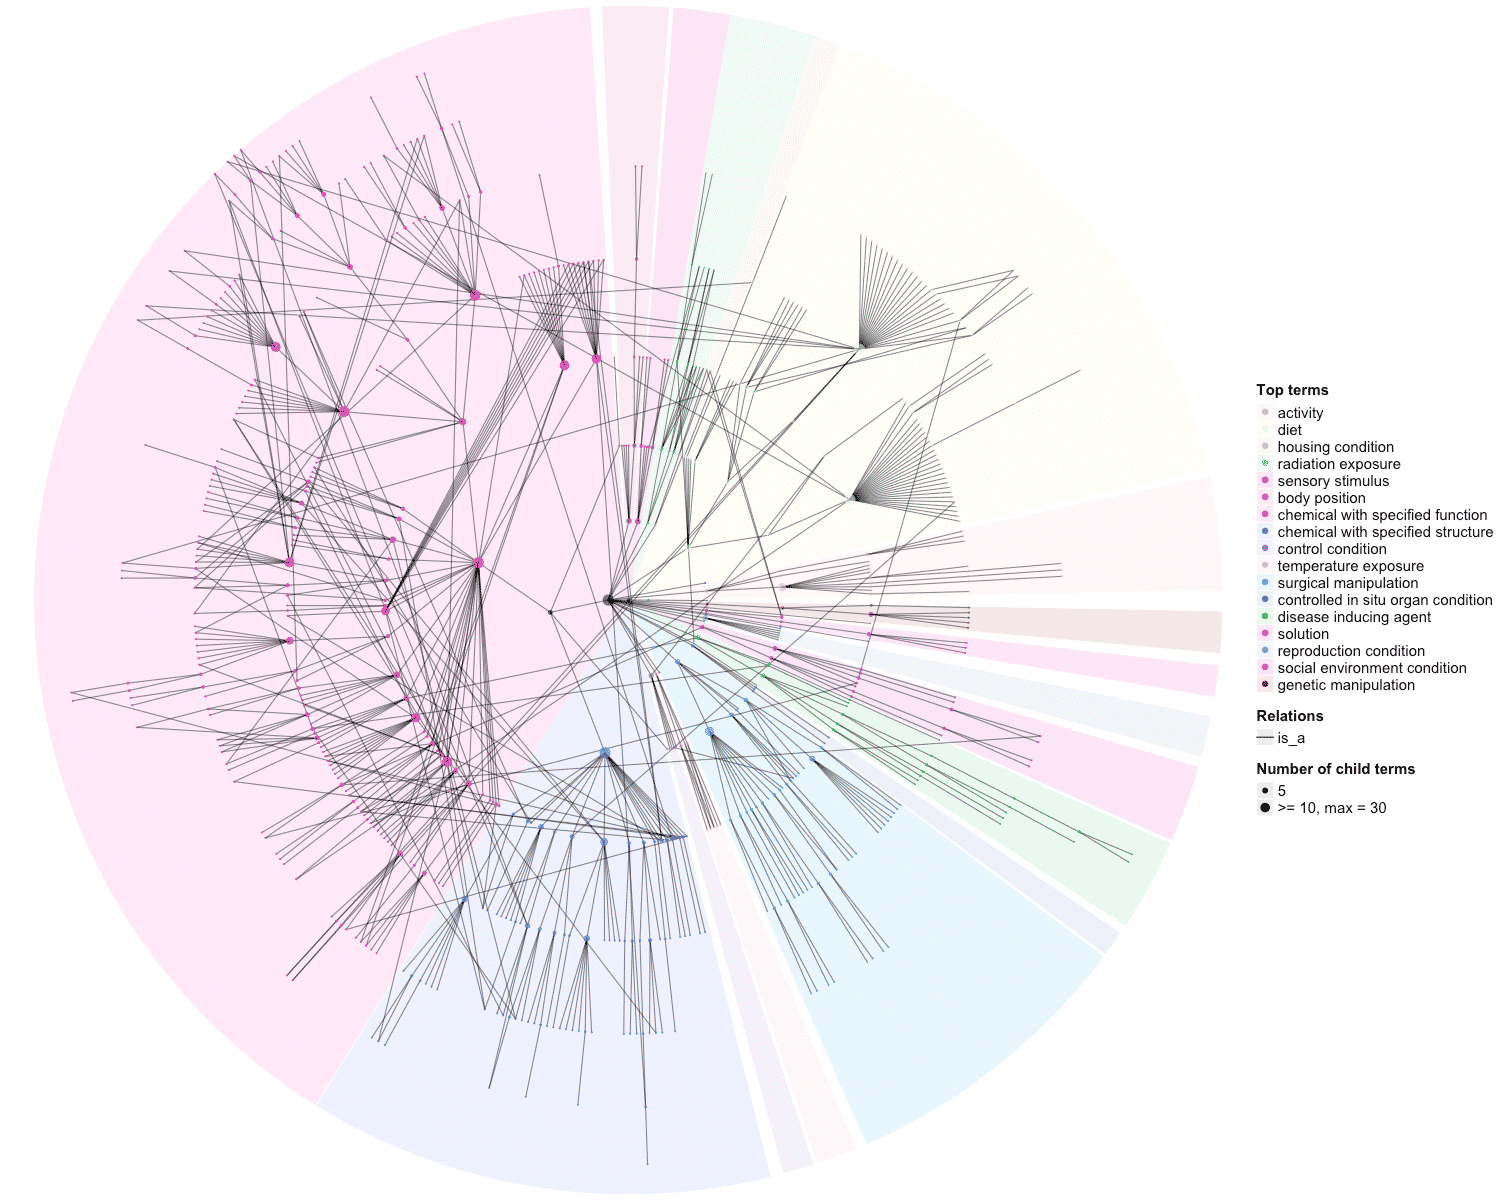 Top terms
activity
diet
housing condition
radiation exposure
sensory stimulus
body position
chemical with specified function
chemical with specified structure
control condition
temperature exposure
surgical manipulation
controlled in situ organ condition
disease inducing agent
solution
reproduction condition
social environment condition
genetic manipulation
Relations
is_a
Number of child terms
5
>= 10, max = 30